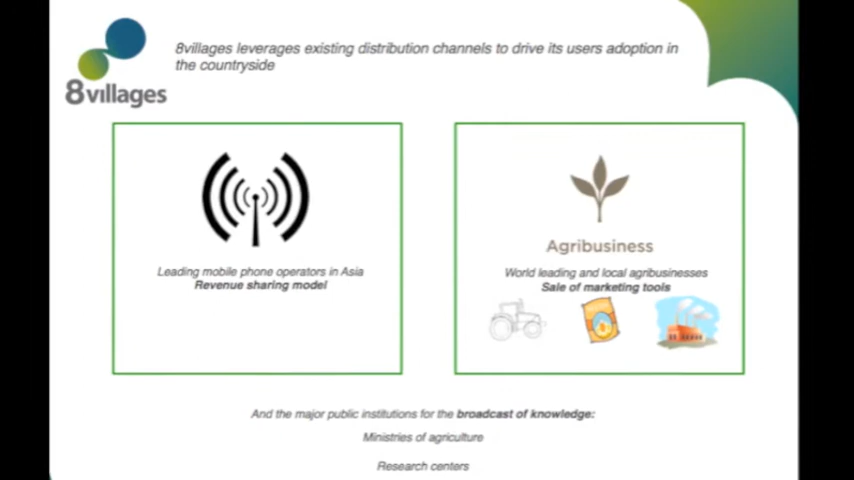 8villages
8villages leverages existing distribution channels to drive its users adoption in
the countryside
Leading mobile phone operators in Asia
Revenue sharing model
Agribusiness
World leading and local agribusinesses
Sale of marketing tools
And the major public institutions for the broadcast of knowledge:
Ministries of agriculture
Research centers